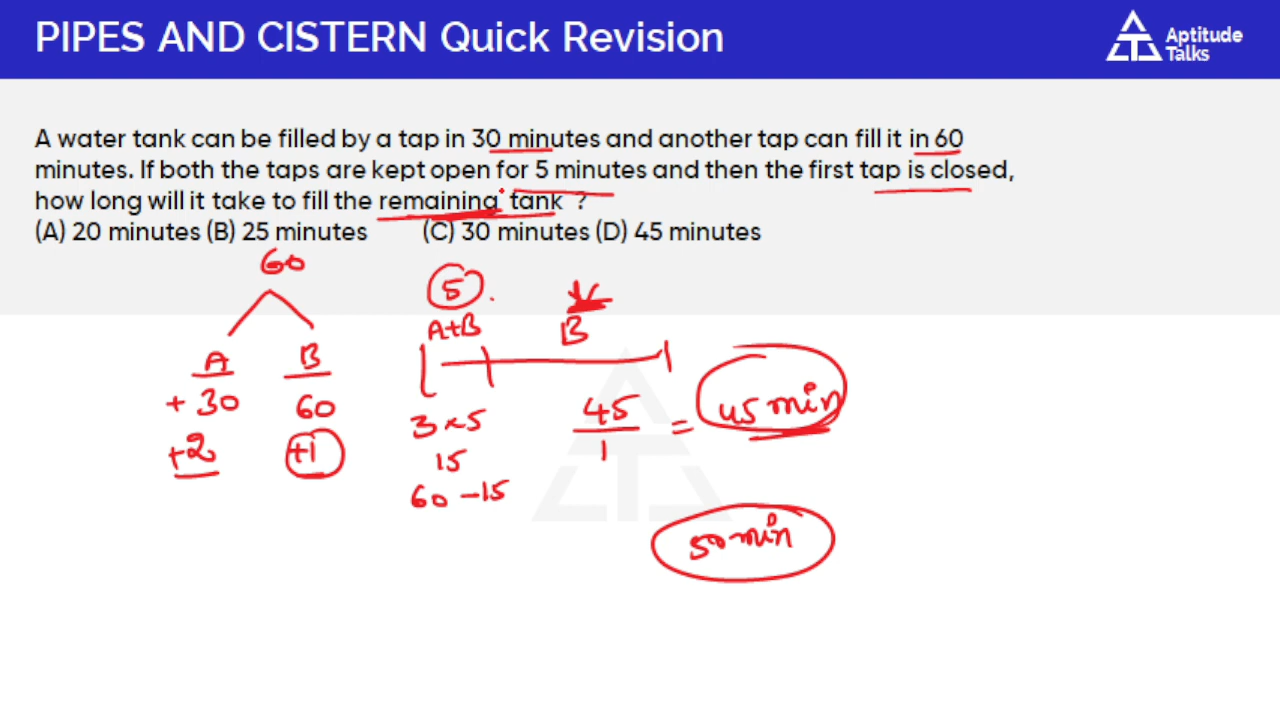 PIPES AND CISTERN Quick Revision
Aptitude
Talks
A water tank can be filled by a tap in 30 minutes and another tap can fill it in 60
minutes. If both the taps are kept open for 5 minutes and then the first tap is closed,
how long will it take to fill the remaining tank ?
(A) 20 minutes (B) 25 minutes (C) 30 minutes (D) 45 minutes
60
5
A+B
B
A B
+30 60
+2 +1
3×5
15
60-15
45
1
= 45 min
50 min